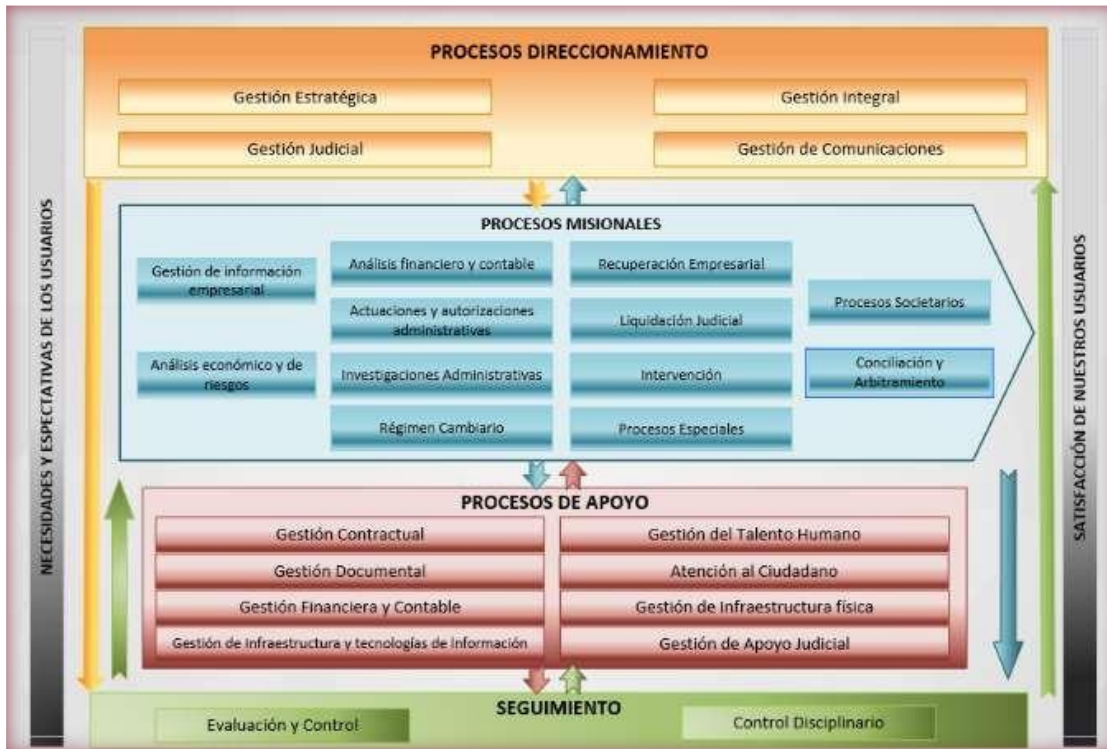 PROCESOS DIRECCIONAMIENTO
Gestión Estratégica
Gestión Integral
Gestión Judicial
Gestión de Comunicaciones
NECESIDADES Y ESPECTATIVAS DE LOS USUARIOS
PROCESOS MISIONALES
Gestión de información
empresarial
Análisis económico y de
riesgos
Análisis financiero y contable
Actuaciones y autorizaciones
administrativas
Investigaciones Administrativas
Régimen Cambiario
Recuperación Empresarial
Liquidación Judicial
Intervención
Procesos Especiales
Procesos Societarios
Conciliación y
Arbitramiento
SATISFACCIÓN DE NUESTROS USUARIOS
PROCESOS DE APOYO
Gestión Contractual
Gestión del Talento Humano
Gestión Documental
Atención al Ciudadano
Gestión Financiera y Contable
Gestión de Infraestructura física
Gestión de Infraestructura y tecnologías de Información
Gestión de Apoyo Judicial
SEGUIMIENTO
Evaluación y Control
Control Disciplinario